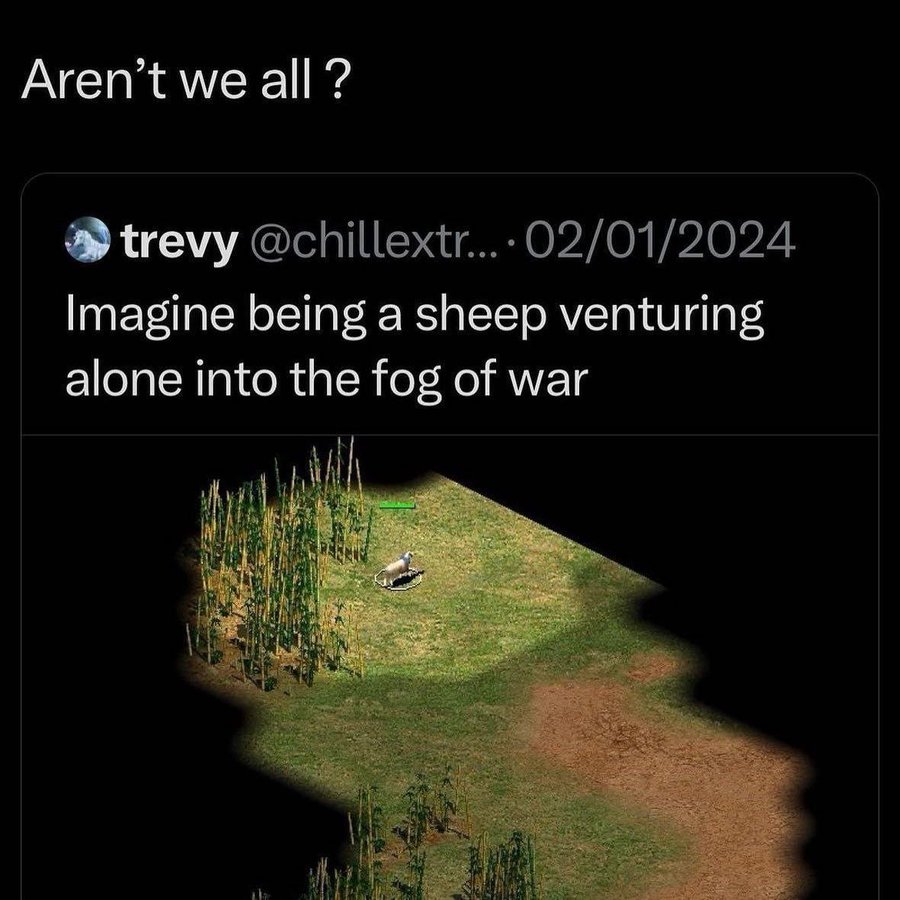 Aren’t we all ?
trevy @chillextr... · 02/01/2024
Imagine being a sheep venturing
alone into the fog of war